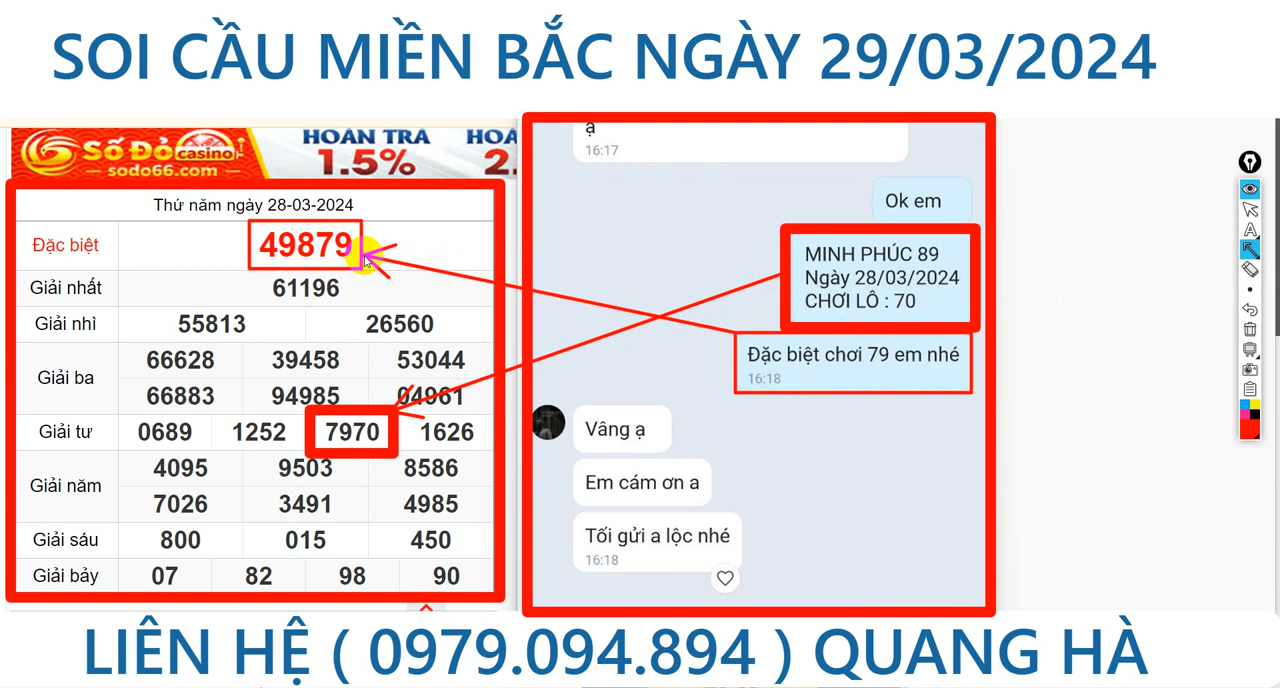 SOI CẦU MIỀN BẮC NGÀY 29/03/2024
Số Đỏ casino
sodo66.com
HOÀN TRẢ
1.5%
HOÀ
2.
Thứ năm ngày 28-03-2024
Đặc biệt 49879
Giải nhất 61196
Giải nhì 55813 26560
Giải ba 66628 39458 53044
66883 94985 04961
Giải tư 0689 1252 7970 1626
Giải năm 4095 9503 8586
7026 3491 4985
Giải sáu 800 015 450
Giải bảy 07 82 98 90
ạ
16:17
Ok em
MINH PHÚC 89
Ngày 28/03/2024
CHƠI LÔ : 70
Đặc biệt chơi 79 em nhé
16:18
Vâng ạ
Em cám ơn a
Tối gửi a lộc nhé
16:18
A
LIÊN HỆ ( 0979.094.894 ) QUANG HÀ